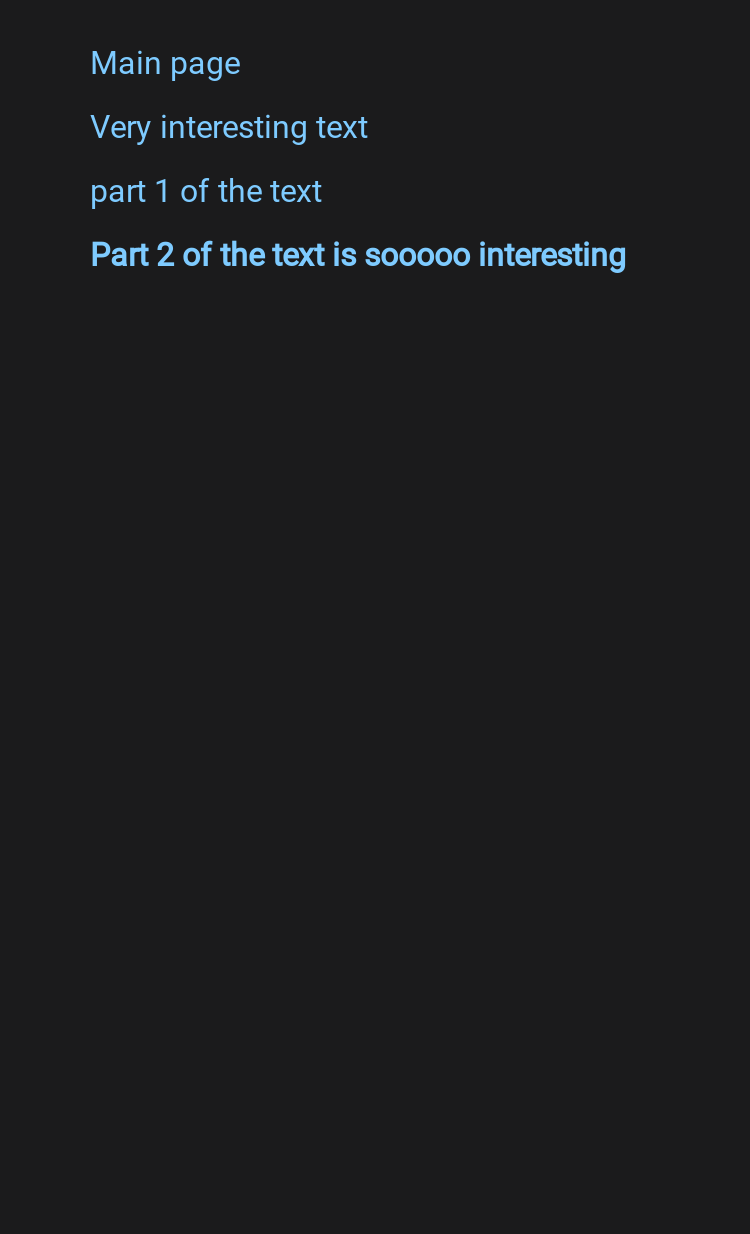 Main page
Very interesting text
part 1 of the text
Part 2 of the text is sooooo interesting